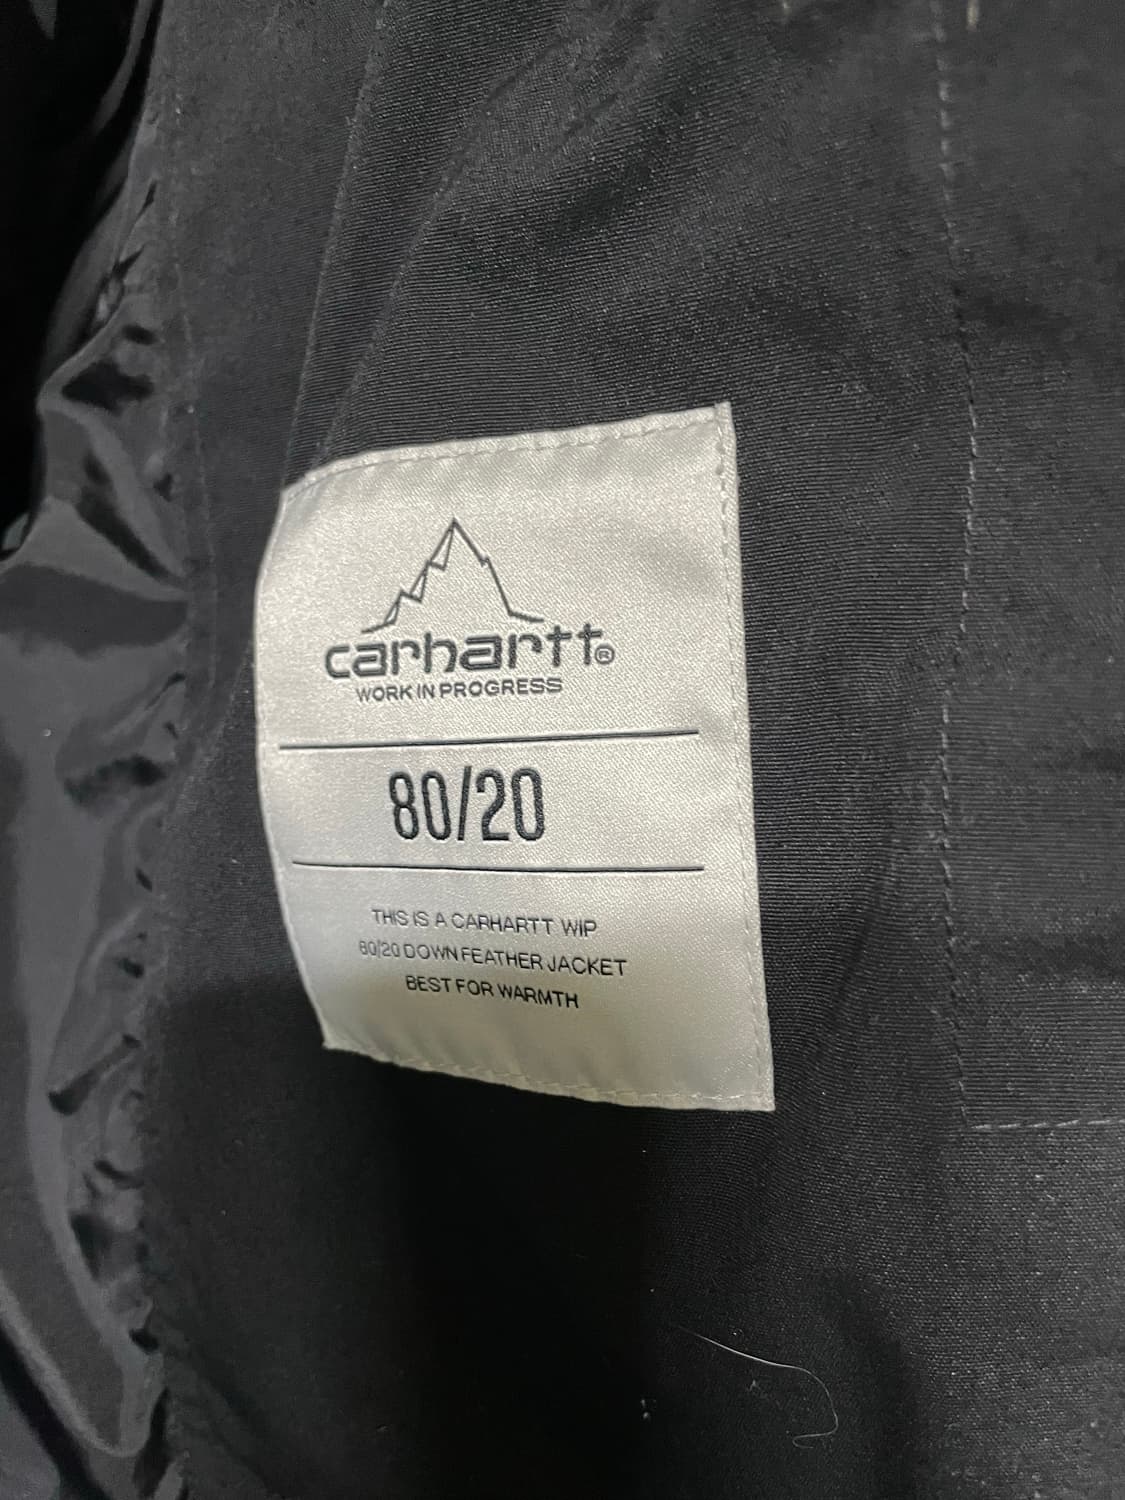 carhartt®
WORK IN PROGRESS
80/20
THIS IS A CARHARTT WIP
80/20 DOWN FEATHER JACKET
BEST FOR WARMTH